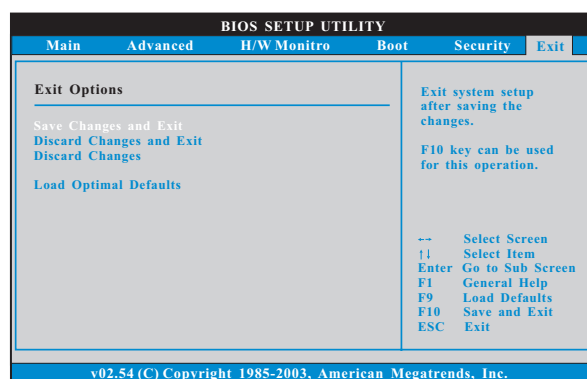 BIOS SETUP UTILITY
Main Advanced H/W Monitro Boot Security Exit
Exit Options
Save Changes and Exit
Discard Changes and Exit
Discard Changes
Load Optimal Defaults
Exit system setup
after saving the
changes.
F10 key can be used
for this operation.
←→ Select Screen
↑↓ Select Item
Enter Go to Sub Screen
F1 General Help
F9 Load Defaults
F10 Save and Exit
ESC Exit
v02.54 (C) Copyright 1985-2003, American Megatrends, Inc.